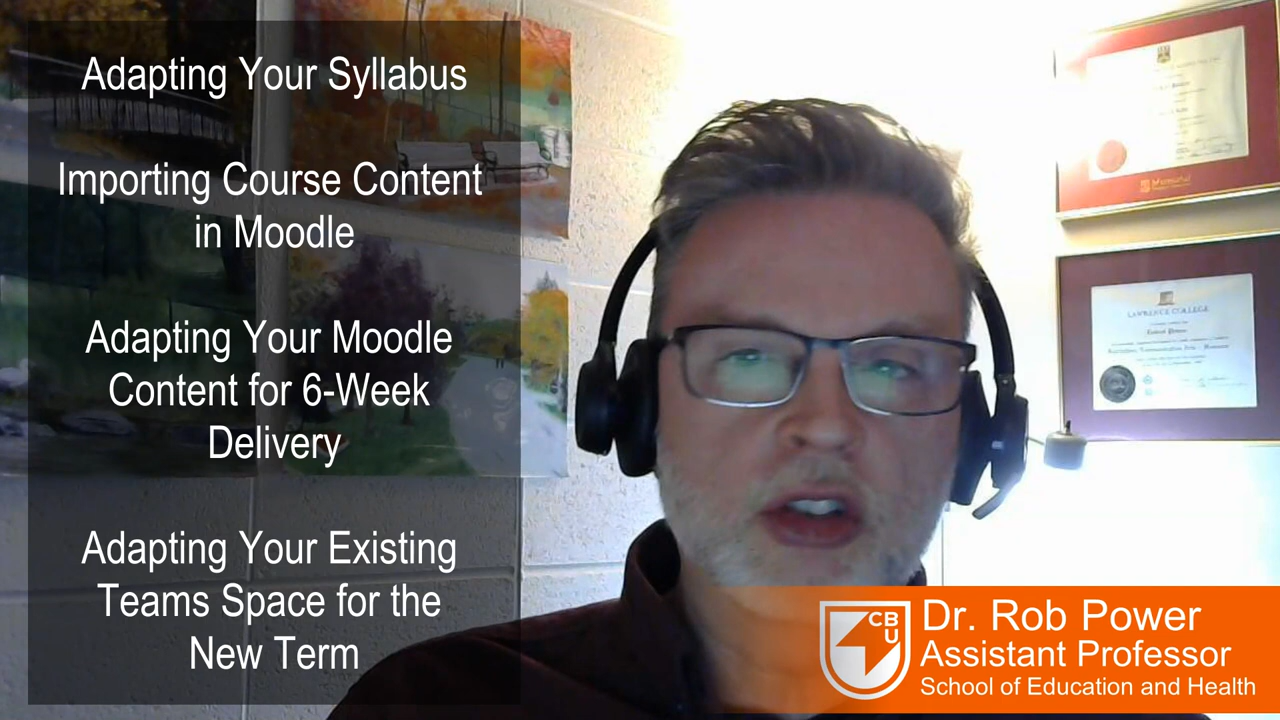 Adapting Your Syllabus
Importing Course Content
in Moodle
Adapting Your Moodle
Content for 6-Week
Delivery
Adapting Your Existing
Teams Space for the
New Term
CB
U
Dr. Rob Power
Assistant Professor
School of Education and Health
LAWRENCE COLLEGE